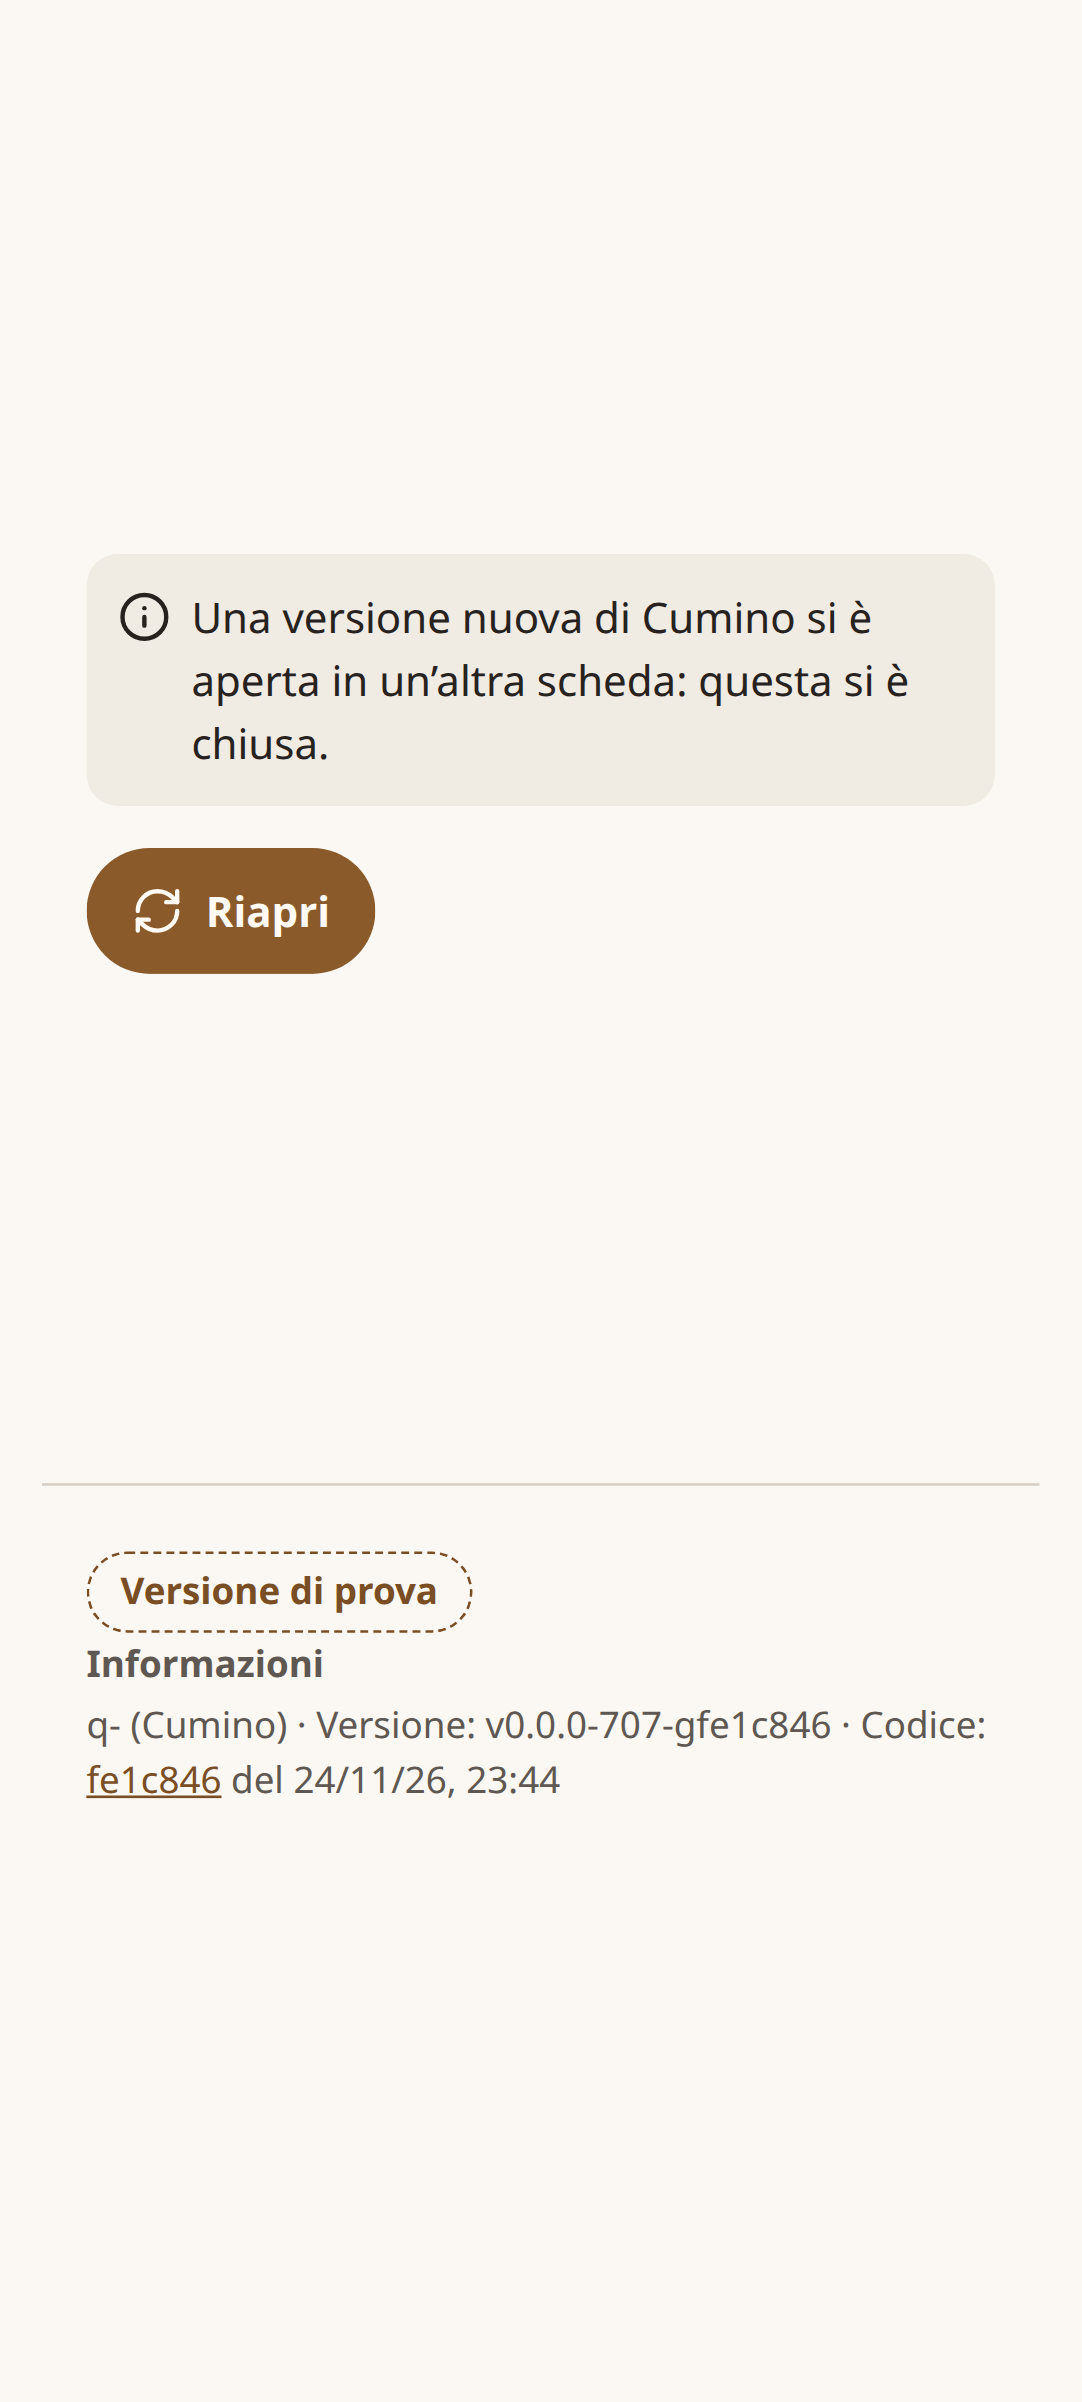 Una versione nuova di Cumino si è
aperta in un’altra scheda: questa si è
chiusa.
Riapri
Versione di prova
Informazioni
q- (Cumino) · Versione: v0.0.0-707-gfe1c846 · Codice:
fe1c846 del 24/11/26, 23:44